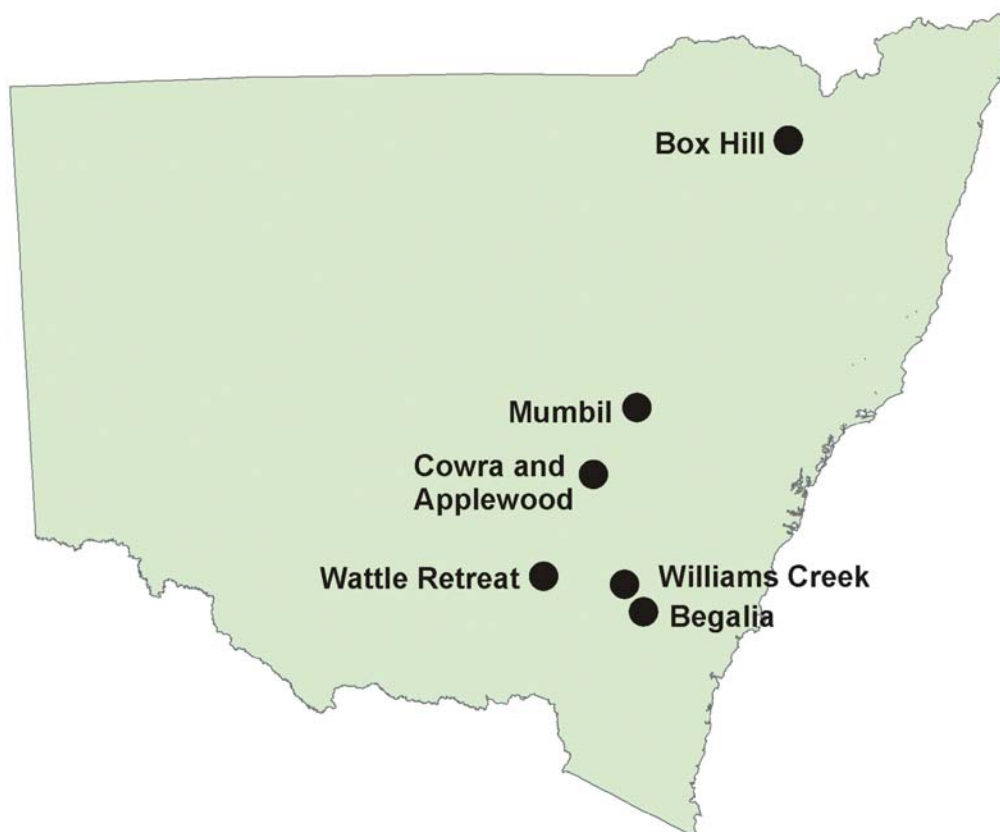 Box Hill
Mumbil
Cowra and
Applewood
Wattle Retreat
Williams Creek
Begalia